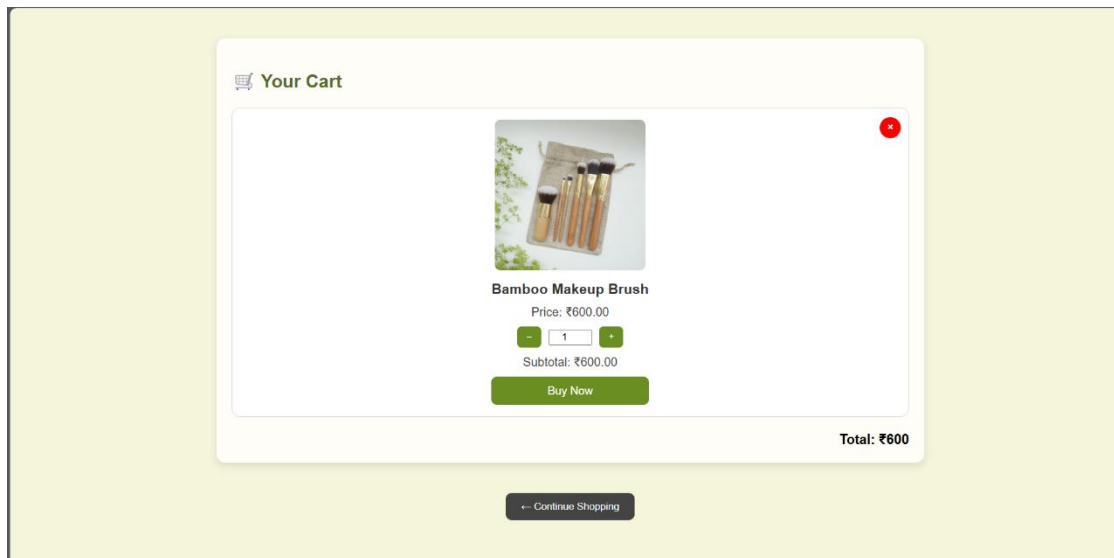 🛒 Your Cart
×
Bamboo Makeup Brush
Price: ₹600.00
- 1 +
Subtotal: ₹600.00
Buy Now
Total: ₹600
← Continue Shopping